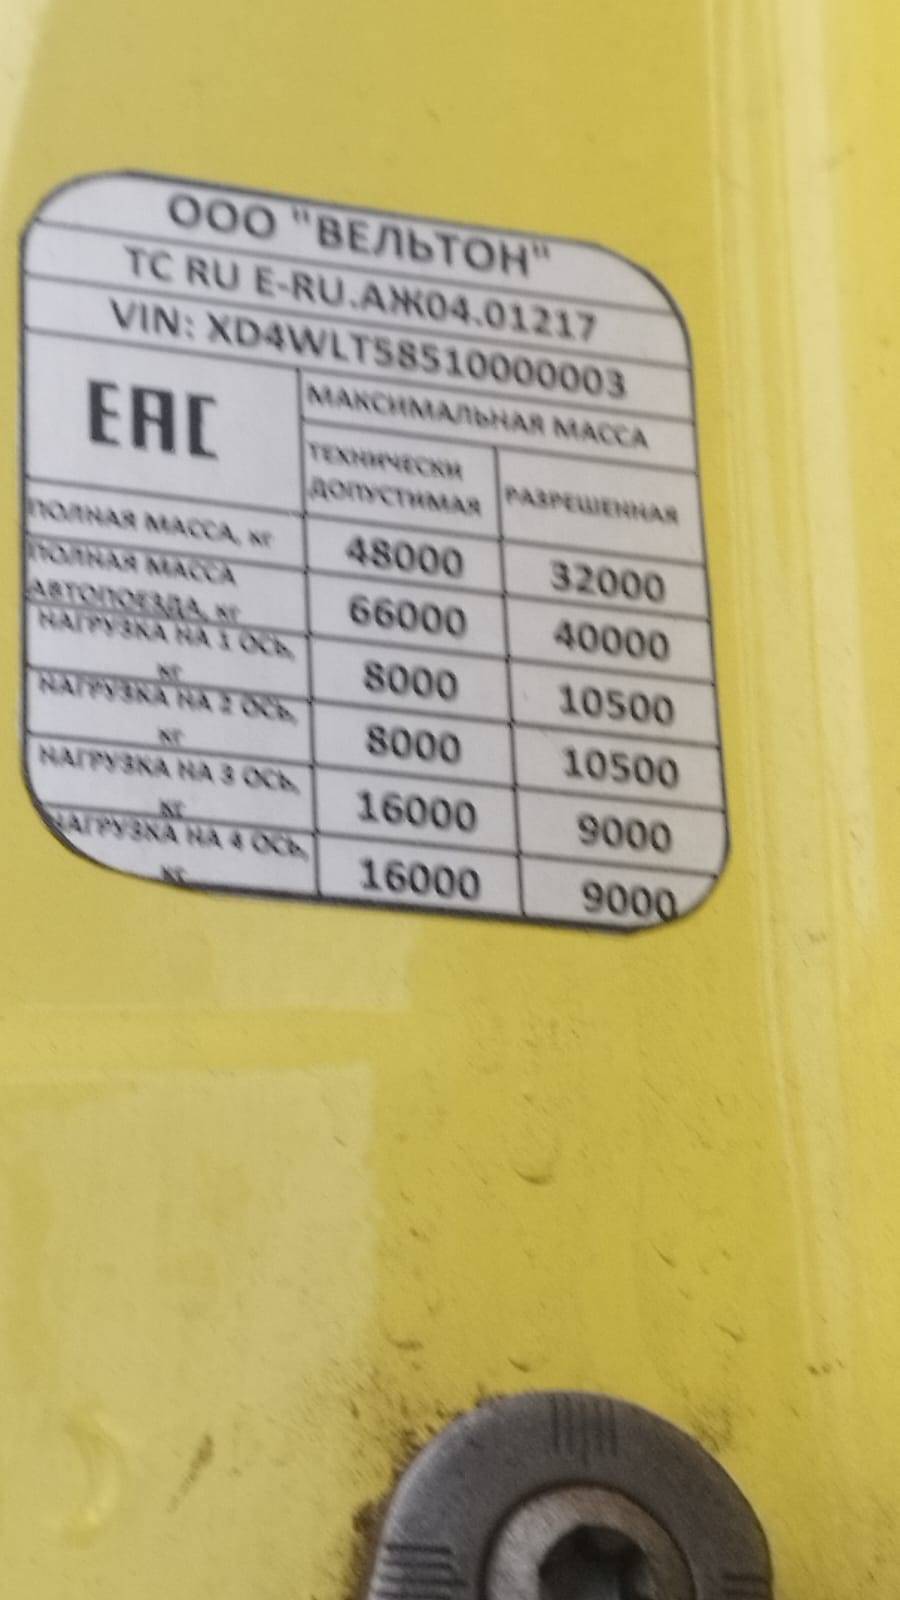 ООО "ВЕЛЬТОН"
ТС RU E-RU.АЖ04.01217
VIN: XD4WLT58510000003
ЕАС
МАКСИМАЛЬНАЯ МАССА
ТЕХНИЧЕСКИ
ДОПУСТИМАЯ
РАЗРЕШЕННАЯ
ПОЛНАЯ МАССА, кг 48000 32000
ПОЛНАЯ МАССА
АВТОПОЕЗДА, кг 66000 40000
НАГРУЗКА НА 1 ОСЬ,
кг 8000 10500
НАГРУЗКА НА 2 ОСЬ,
кг 8000 10500
НАГРУЗКА НА 3 ОСЬ,
кг 16000 9000
НАГРУЗКА НА 4 ОСЬ,
кг 16000 9000